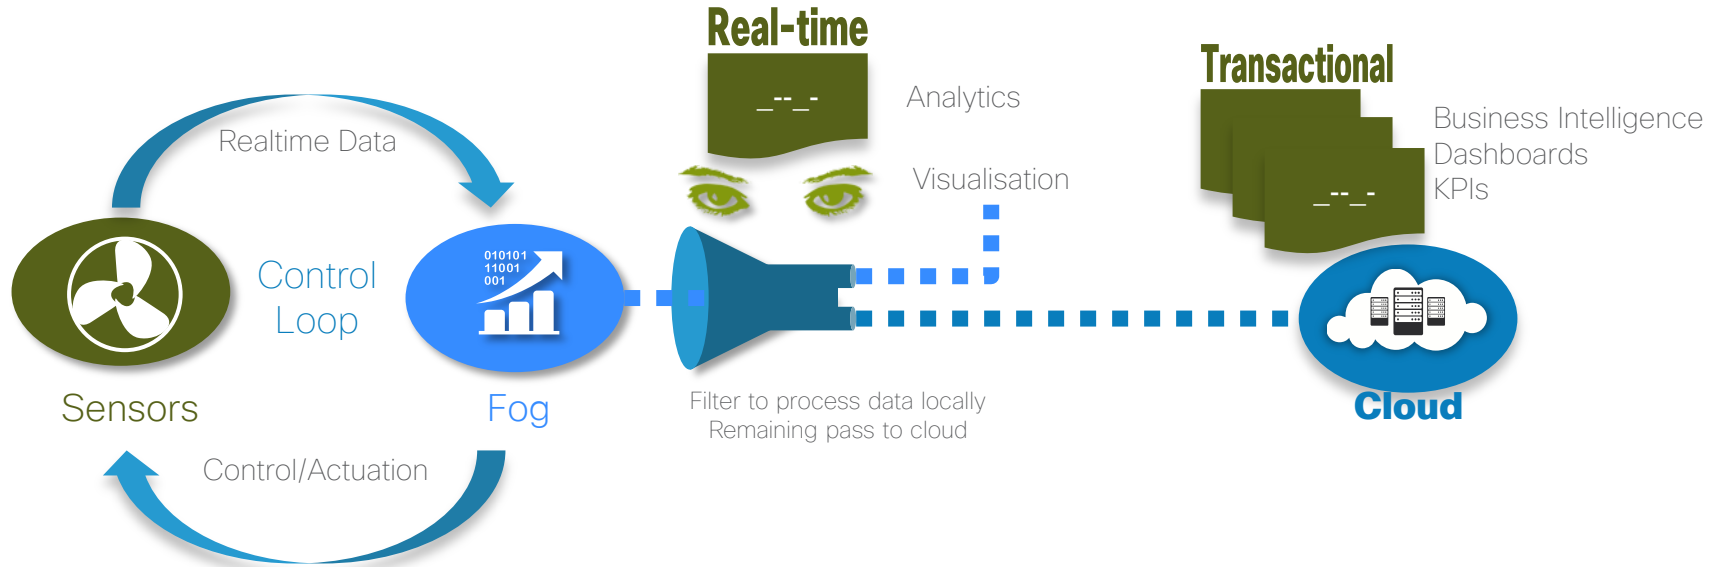 Real-time
Analytics
Visualisation
Transactional
Business Intelligence
Dashboards
KPIs
Realtime Data
Control
Loop
010101
11001
001
Sensors
Fog
Filter to process data locally
Remaining pass to cloud
Cloud
Control/Actuation